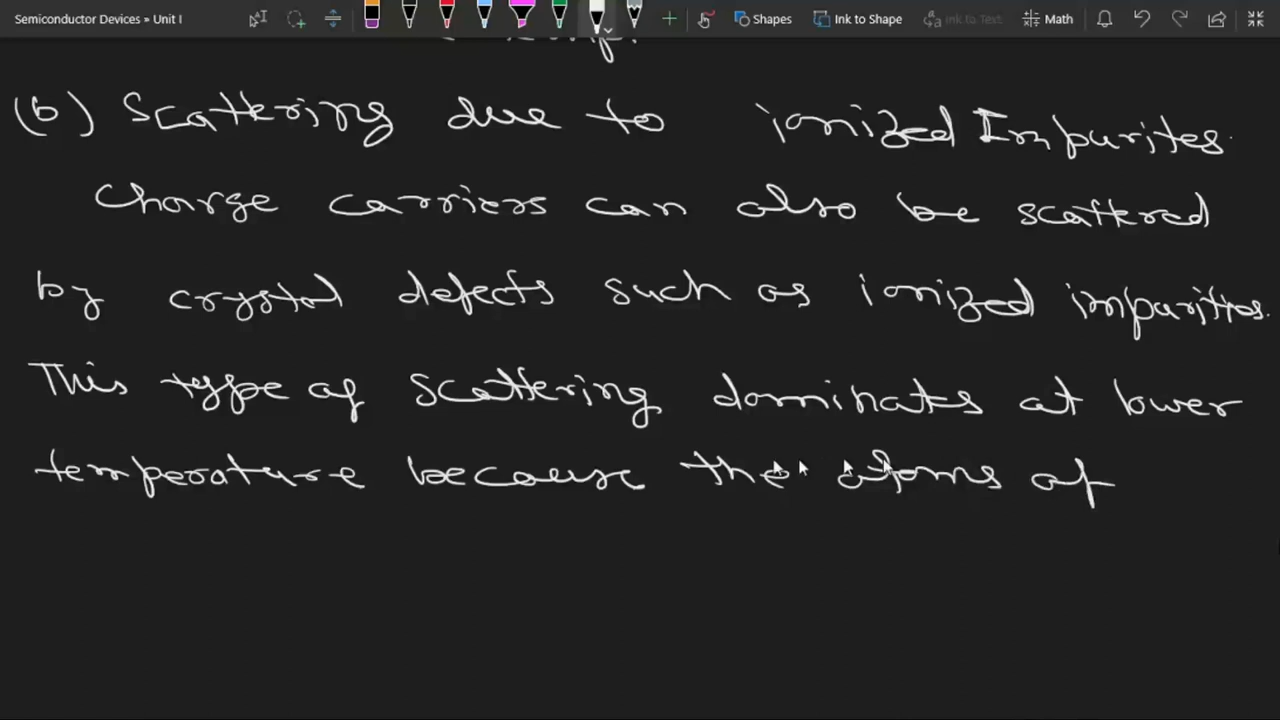 Semiconductor Devices » Unit I
Shapes
Ink to Shape
Ink to Text
Math
(b) Scattering due to ionized Impurites.
Charge carriers can also be scattered
by crystal defects such as ionized impurities.
This type of scattering dominates at lower
temperature because the atoms of